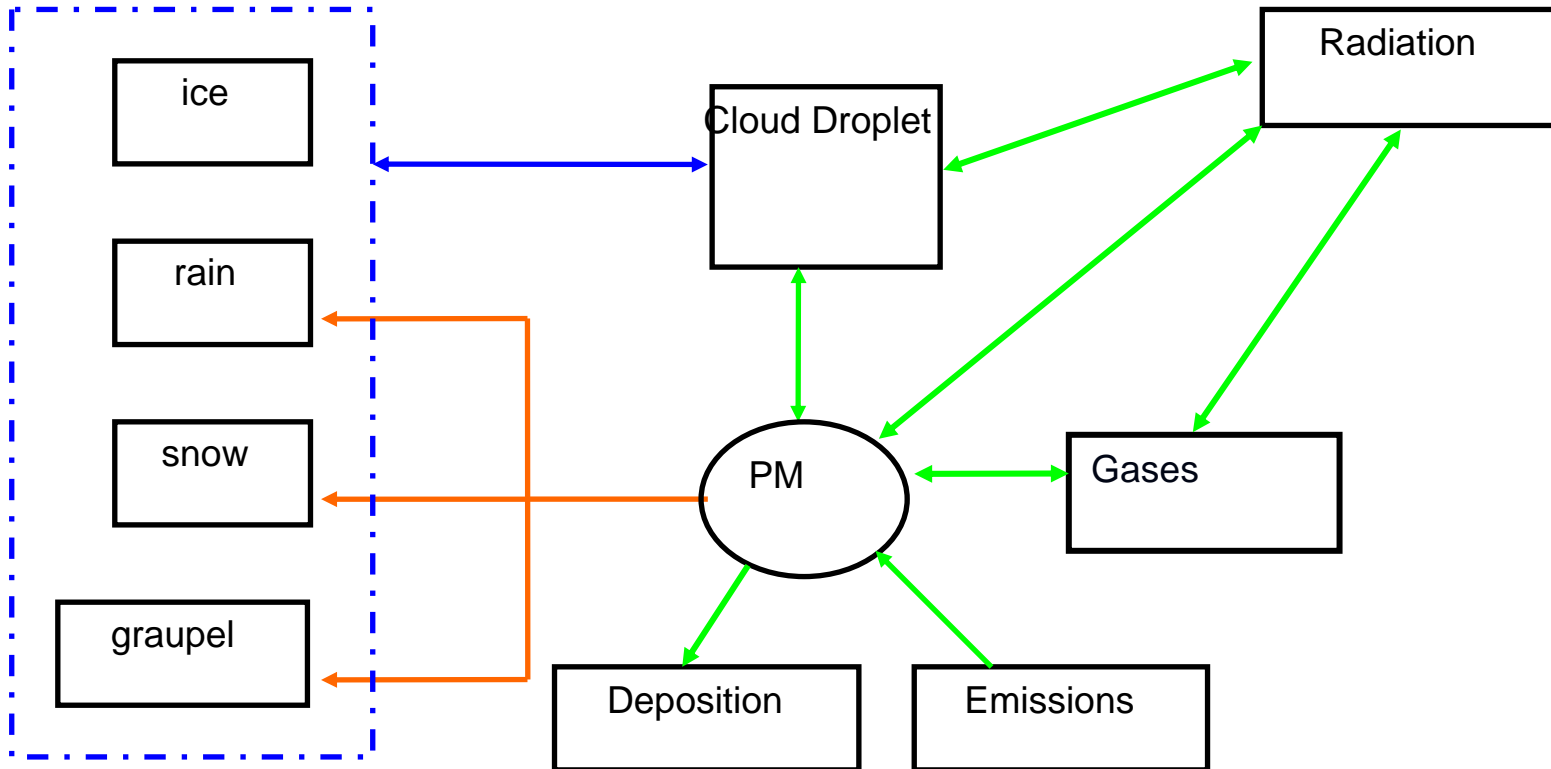 Radiation
ice
Cloud Droplet
rain
snow
PM
Gases
graupel
Deposition
Emissions